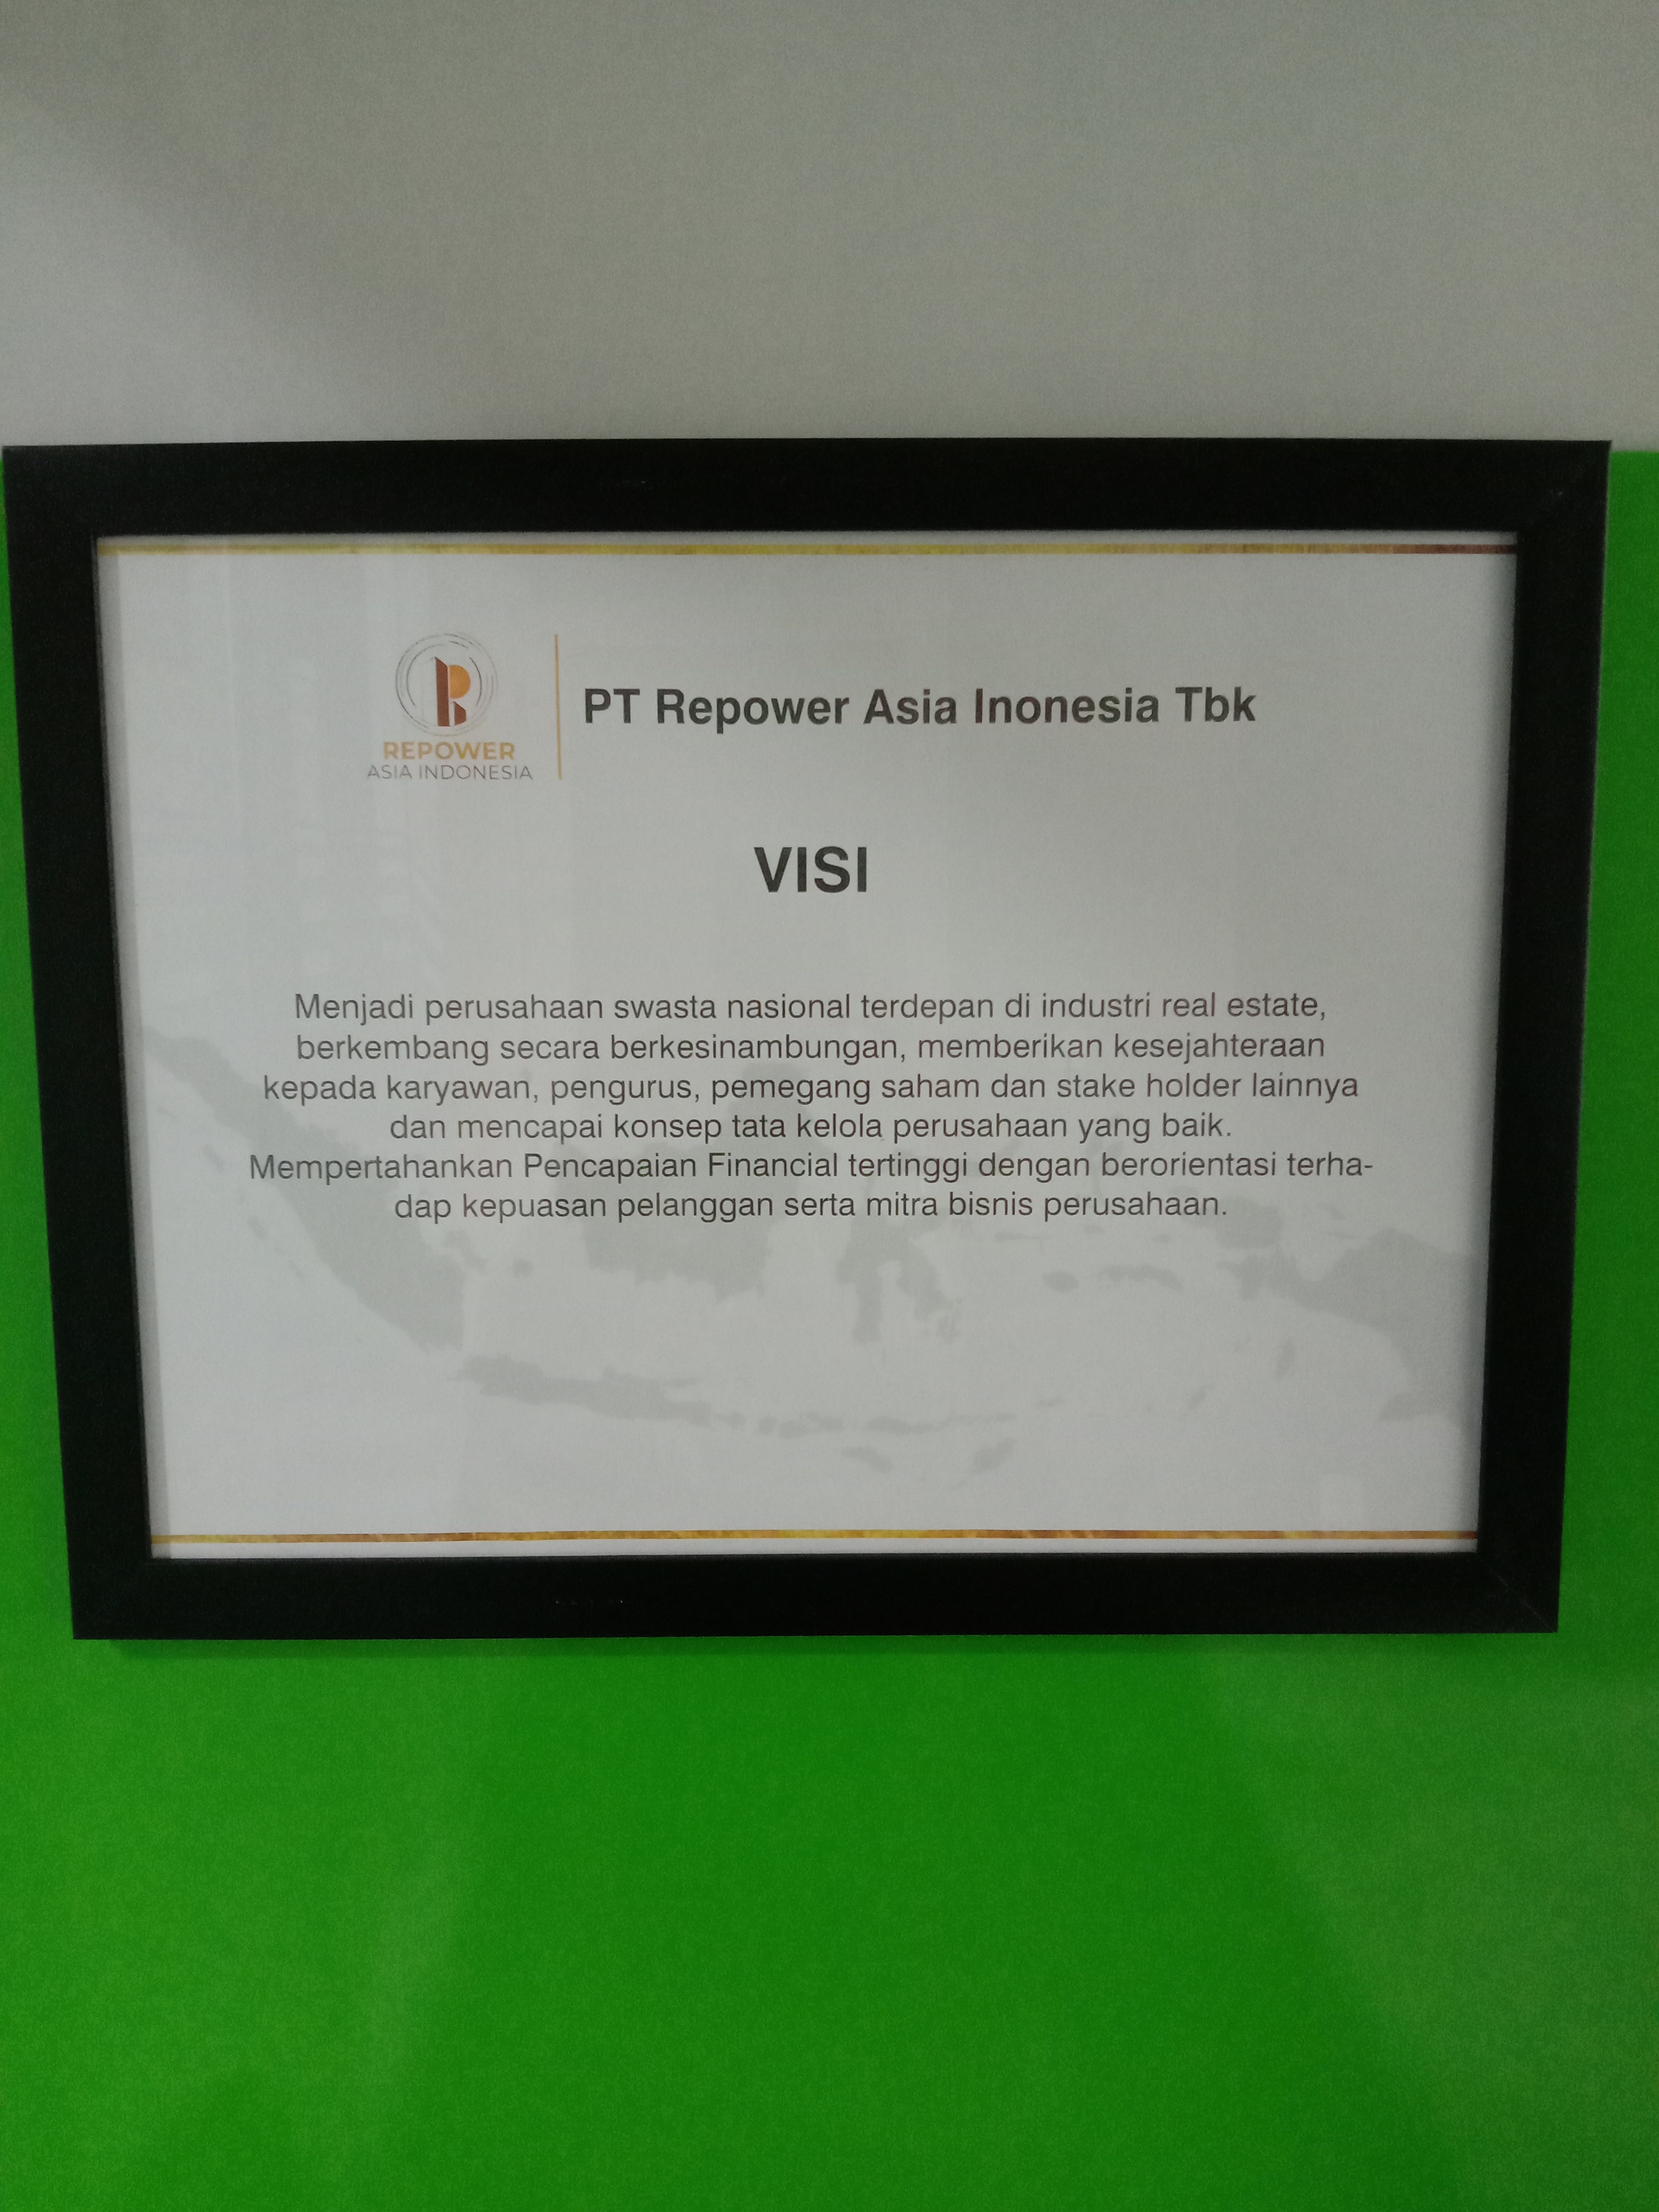 REPOWER
ASIA INDONESIA
PT Repower Asia Inonesia Tbk
VISI
Menjadi perusahaan swasta nasional terdepan di industri real estate,
berkembang secara berkesinambungan, memberikan kesejahteraan
kepada karyawan, pengurus, pemegang saham dan stake holder lainnya
dan mencapai konsep tata kelola perusahaan yang baik.
Mempertahankan Pencapaian Financial tertinggi dengan berorientasi terha-
dap kepuasan pelanggan serta mitra bisnis perusahaan.